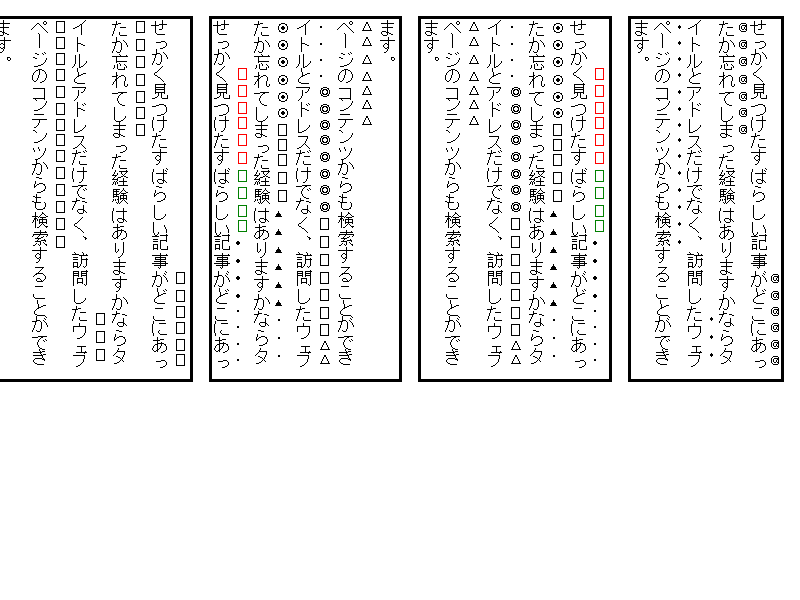 せっかく見つけたすばらしい記事がどこにあっ
たか忘れてしまった経験はありますかならタ
イトルとアドレスだけでなく、訪問したウェブ
ページのコンテンツからも検索することができ
ます。
せっかく見つけたすばらしい記事がどこにあっ
たか忘れてしまった経験はありますかならタ
イトルとアドレスだけでなく、訪問したウェブ
ページのコンテンツからも検索することができ
ます。
せっかく見つけたすばらしい記事がどこにあっ
たか忘れてしまった経験はありますかならタ
イトルとアドレスだけでなく、訪問したウェブ
ページのコンテンツからも検索することができ
ます。
せっかく見つけたすばらしい記事がどこにあっ
たか忘れてしまった経験はありますかならタ
イトルとアドレスだけでなく、訪問したウェブ
ページのコンテンツからも検索することができ
ます。